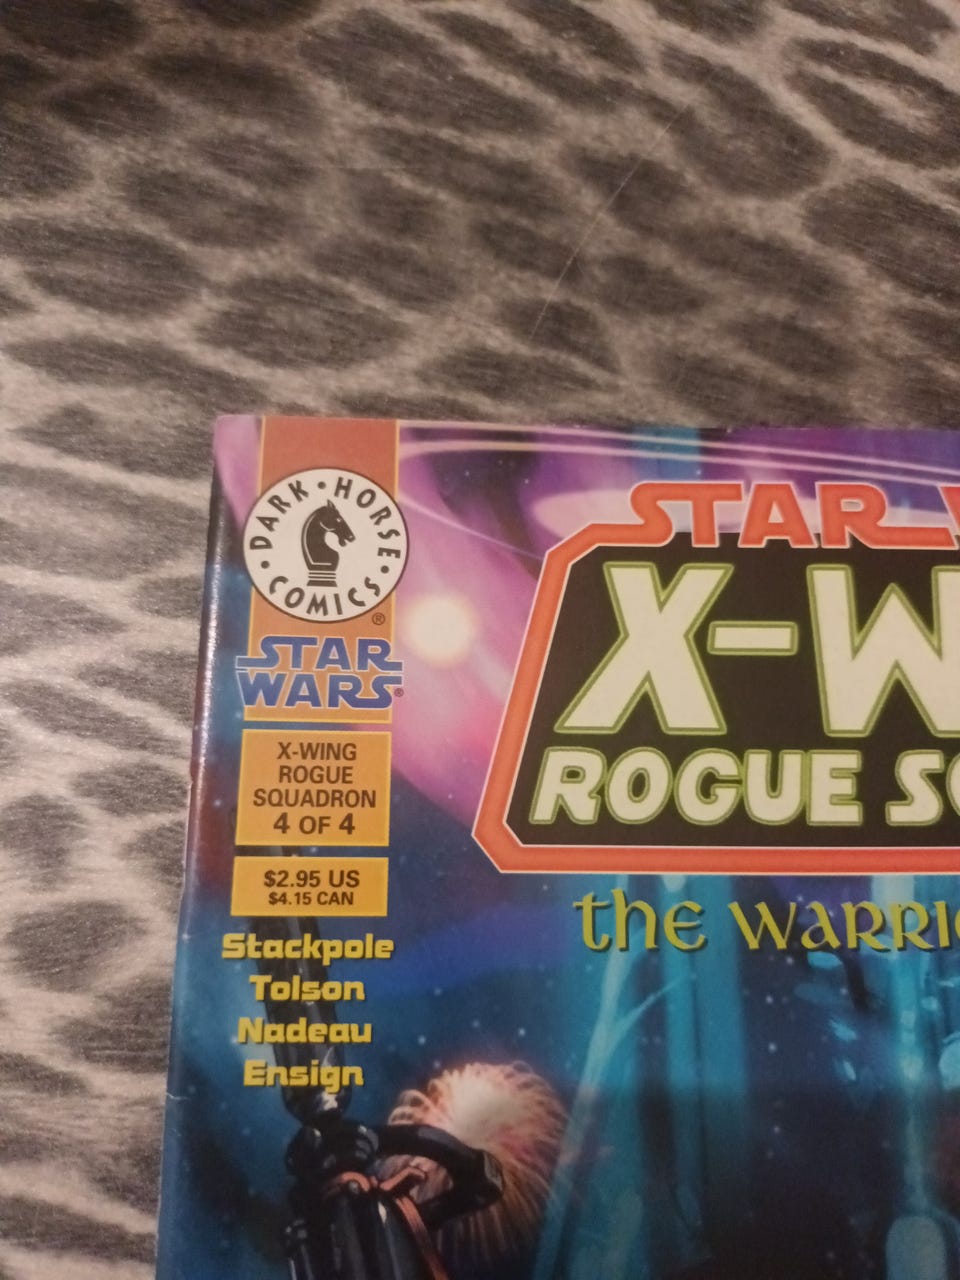 DARK • HORSE • COMICS •
®
STAR
WARS®
X-WING
ROGUE
SQUADRON
4 OF 4
$2.95 US
$4.15 CAN
Stackpole
Tolson
Nadeau
Ensign
STAR W
X-W
ROGUE SQ
the WARRI